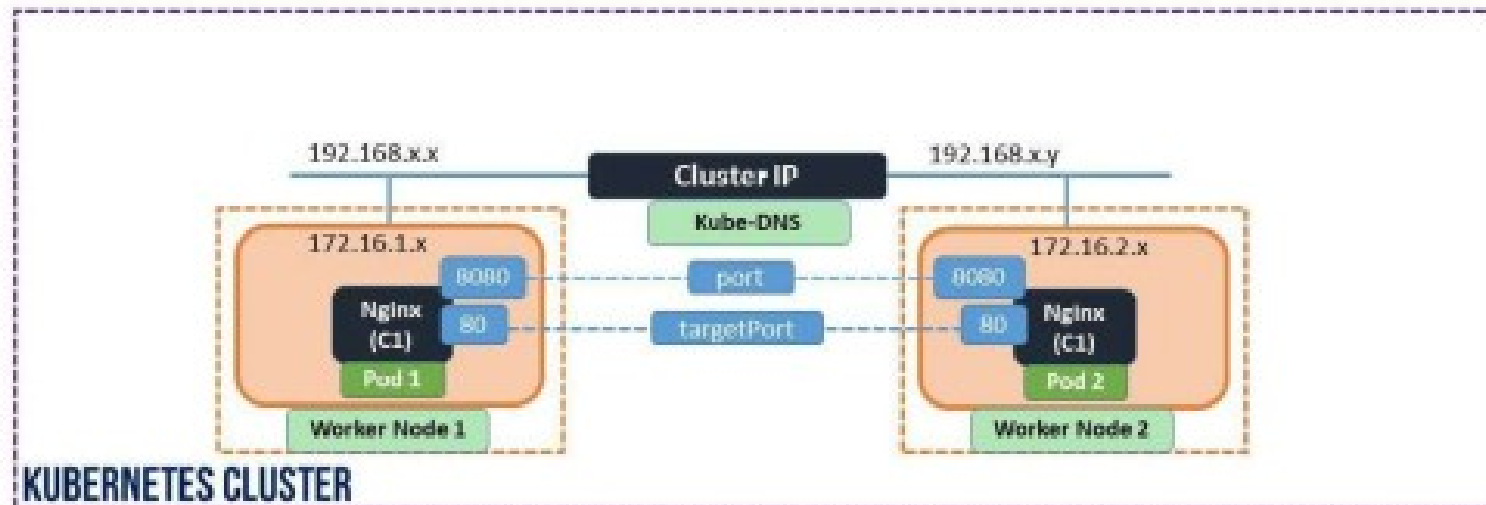 192.168.x.x
Cluster IP
192.168.x.y
Kube-DNS
172.16.1.x
172.16.2.x
8080
port
8080
Nginx
(C1)
80
targetPort
80
Nginx
(C1)
Pod 1
Pod 2
Worker Node 1
Worker Node 2
KUBERNETES CLUSTER